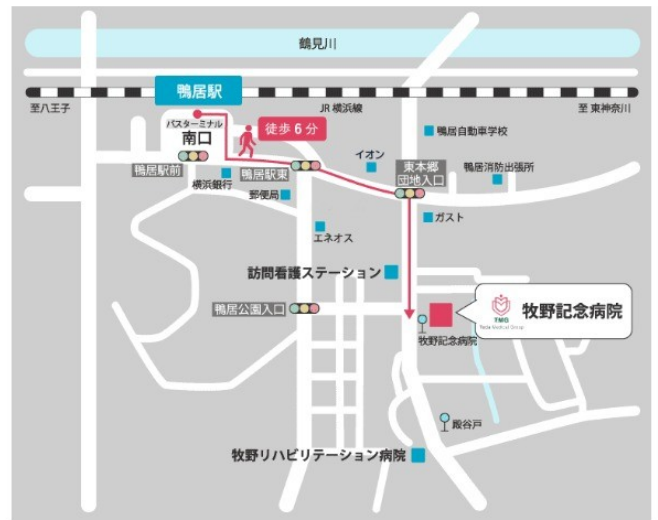 鶴見川
鴨居駅
至八王子
JR 横浜線
至 東神奈川
バスターミナル
南口
徒歩 6 分
鴨居自動車学校
鴨居駅前
横浜銀行
鴨居駅東
郵便局
イオン
東本郷
団地入口
鴨居消防出張所
ガスト
エネオス
訪問看護ステーション
鴨居公園入口
TMG
Toda Medical Group
牧野記念病院
牧野記念病院
殿谷戸
牧野リハビリテーション病院